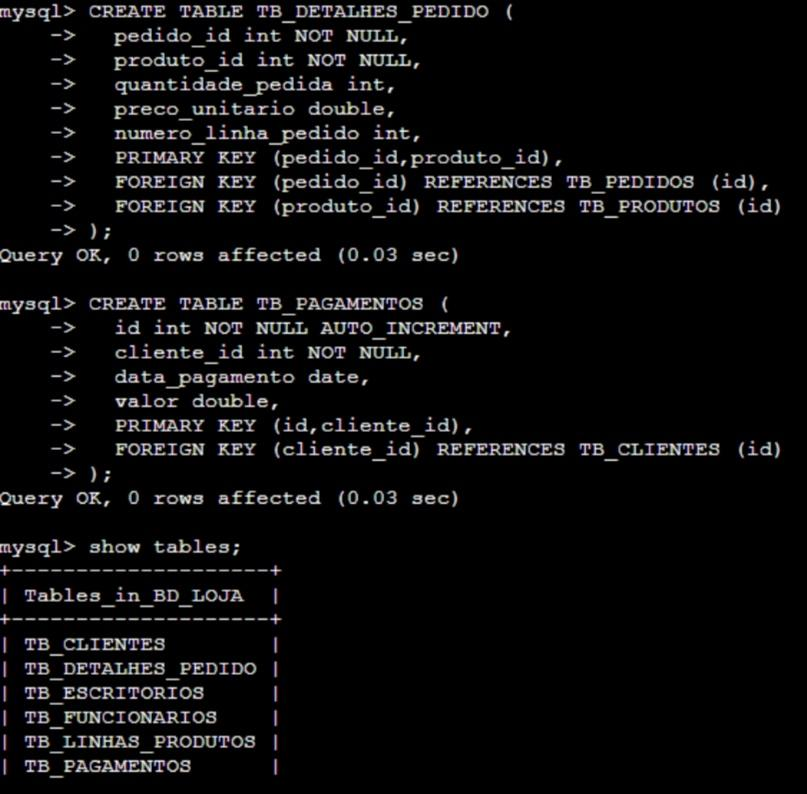 mysql> CREATE TABLE TB_DETALHES_PEDIDO (
    ->   pedido_id int NOT NULL,
    ->   produto_id int NOT NULL,
    ->   quantidade_pedida int,
    ->   preco_unitario double,
    ->   numero_linha_pedido int,
    ->   PRIMARY KEY (pedido_id,produto_id),
    ->   FOREIGN KEY (pedido_id) REFERENCES TB_PEDIDOS (id),
    ->   FOREIGN KEY (produto_id) REFERENCES TB_PRODUTOS (id)
    -> );
Query OK, 0 rows affected (0.03 sec)

mysql> CREATE TABLE TB_PAGAMENTOS (
    ->   id int NOT NULL AUTO_INCREMENT,
    ->   cliente_id int NOT NULL,
    ->   data_pagamento date,
    ->   valor double,
    ->   PRIMARY KEY (id,cliente_id),
    ->   FOREIGN KEY (cliente_id) REFERENCES TB_CLIENTES (id)
    -> );
Query OK, 0 rows affected (0.03 sec)

mysql> show tables;
+--------------------+
| Tables_in_BD_LOJA  |
+--------------------+
| TB_CLIENTES        |
| TB_DETALHES_PEDIDO |
| TB_ESCRITORIOS     |
| TB_FUNCIONARIOS    |
| TB_LINHAS_PRODUTOS |
| TB_PAGAMENTOS      |